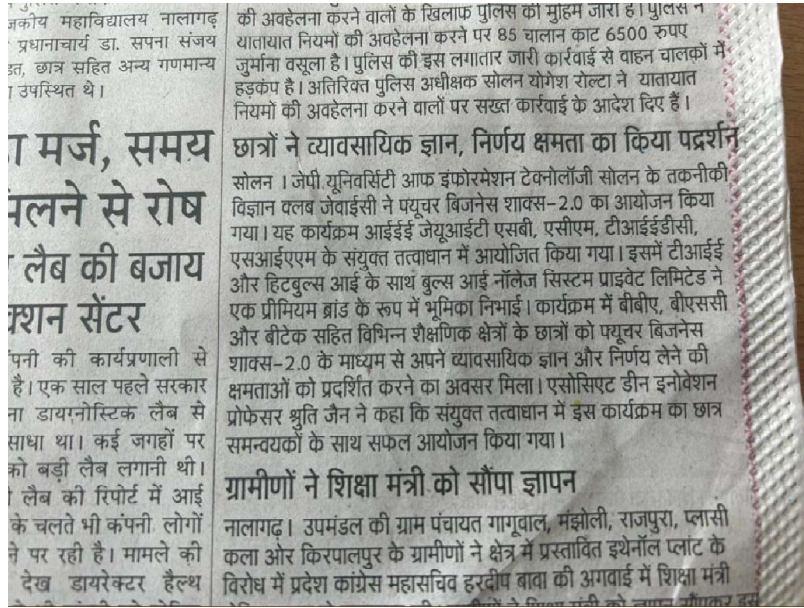 जकीय महाविद्यालय नालागढ़
प्रधानाचार्य डा. सपना संजय
डत, छात्र सहित अन्य गणमान्य
उपस्थित थे।
मर्ज, समय
मलने से रोष
लैब की बजाय
क्शन सेंटर
पनी की कार्यप्रणाली से
है। एक साल पहले सरकार
ना डायग्नोस्टिक लैब से
साधा था। कई जगहों पर
को बड़ी लैब लगानी थी।
लैब की रिपोर्ट में आई
के चलते भी कंपनी लोगों
ने पर रही है। मामले की
देख डायरेक्टर हैल्थ
की अवहेलना करने वालों के खिलाफ पुलिस की मुहिम जारी है। पुलिस ने
यातायात नियमों की अवहेलना करने पर 85 चालान काट 6500 रुपए
जुर्माना वसूला है। पुलिस की इस लगातार जारी कार्रवाई से वाहन चालकों में
हड़कंप है। अतिरिक्त पुलिस अधीक्षक सोलन योगेश रोल्टा ने यातायात
नियमों की अवहेलना करने वालों पर सख्त कार्रवाई के आदेश दिए हैं।
छात्रों ने व्यावसायिक ज्ञान, निर्णय क्षमता का किया पदर्शन
सोलन। जेपी यूनिवर्सिटी आफ इंफोरमेशन टेक्नोलॉजी सोलन के तकनीकी
विज्ञान क्लब जेवाईसी ने फ्यूचर बिजनेस शाक्स-2.0 का आयोजन किया
गया। यह कार्यक्रम आईईई जेयूआईटी एसबी, एसीएम, टीआईईडीसी,
एसआईएएम के संयुक्त तत्वाधान में आयोजित किया गया। इसमें टीआईई
और हिटबुल्स आई के साथ बुल्स आई नॉलेज सिस्टम प्राइवेट लिमिटेड ने
एक प्रीमियम ब्रांड के रूप में भूमिका निभाई। कार्यक्रम में बीबीए, बीएससी
और बीटेक सहित विभिन्न शैक्षणिक क्षेत्रों के छात्रों को फ्यूचर बिजनेस
शाक्स-2.0 के माध्यम से अपने व्यावसायिक ज्ञान और निर्णय लेने की
क्षमताओं को प्रदर्शित करने का अवसर मिला। एसोसिएट डीन इनोवेशन
प्रोफेसर श्रुति जैन ने कहा कि संयुक्त तत्वाधान में इस कार्यक्रम का छात्र
समन्वयकों के साथ सफल आयोजन किया गया।
ग्रामीणों ने शिक्षा मंत्री को सौंपा ज्ञापन
नालागढ़। उपमंडल की ग्राम पंचायत गागूवाल, मंझोली, राजपुरा, प्लासी
कला ओर किरपालपुर के ग्रामीणों ने क्षेत्र में प्रस्तावित इथेनॉल प्लांट के
विरोध में प्रदेश कांग्रेस महासचिव हरदीप बावा की अगवाई में शिक्षा मंत्री